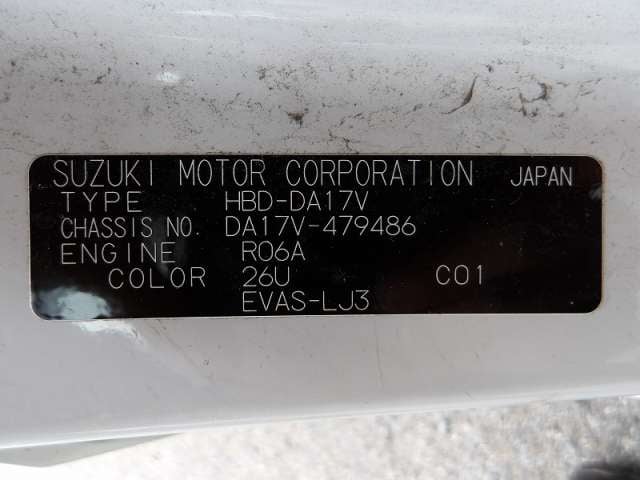 SUZUKI MOTOR CORPORATION JAPAN
TYPE HBD-DA17V
CHASSIS NO. DA17V-479486
ENGINE R06A
COLOR 26U C01
EVAS-LJ3